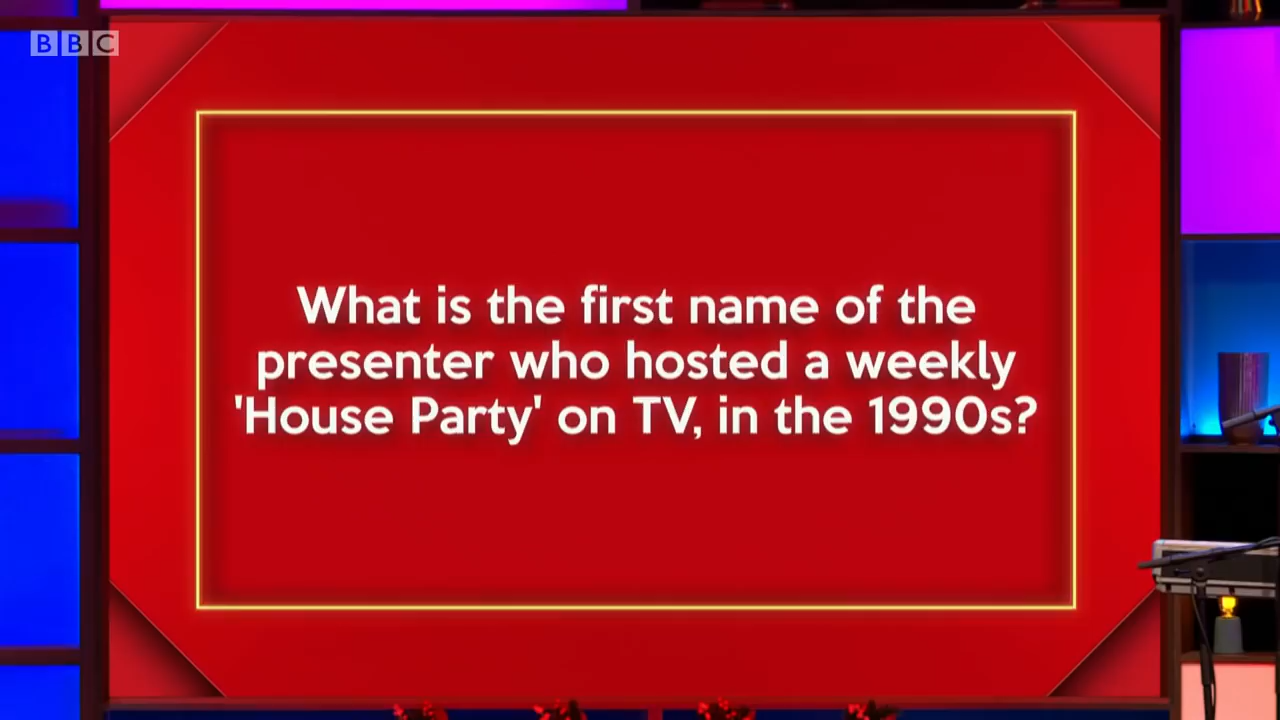 BBC
What is the first name of the
presenter who hosted a weekly
'House Party' on TV, in the 1990s?